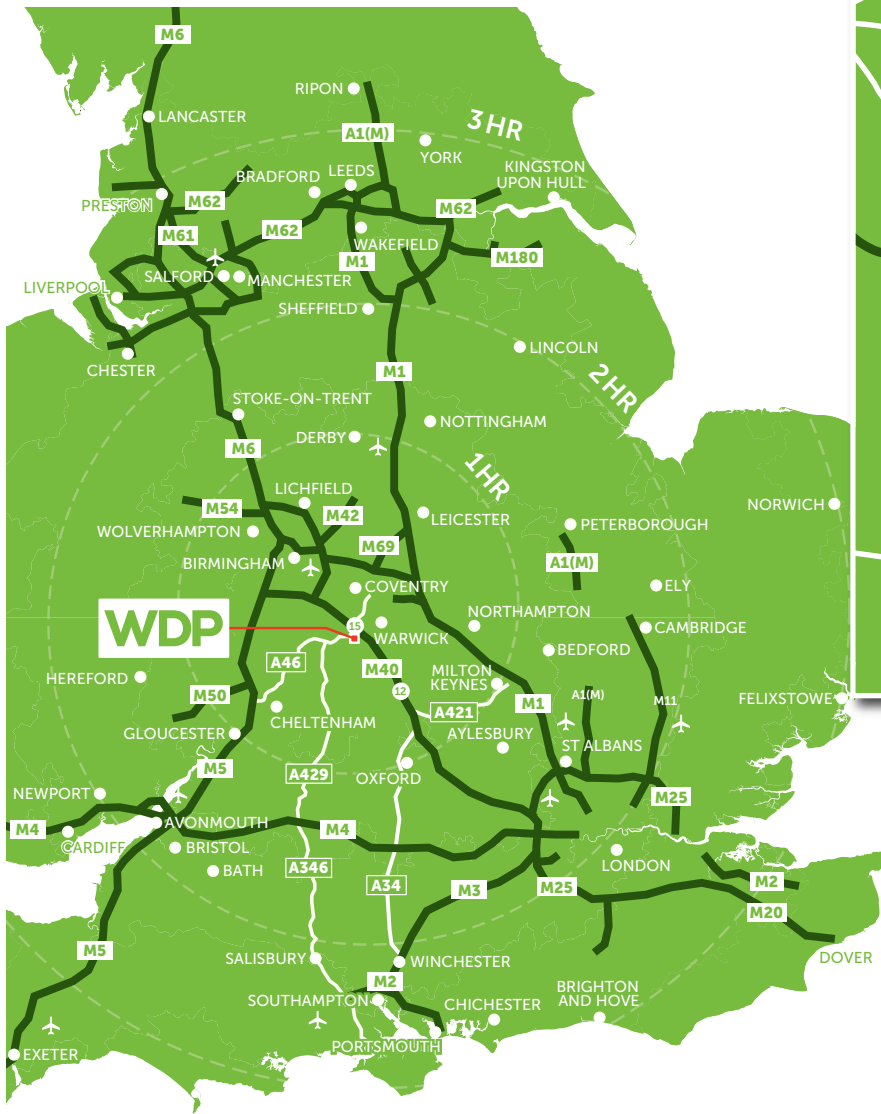 M6
RIPON
LANCASTER
A1(M)
3 HR
YORK
BRADFORD
LEEDS
KINGSTON
UPON HULL
PRESTON
M62
M62
M61
M62
WAKEFIELD
M1
M180
SALFORD
MANCHESTER
LIVERPOOL
SHEFFIELD
LINCOLN
CHESTER
M1
2 HR
STOKE-ON-TRENT
NOTTINGHAM
DERBY
M6
1HR
LICHFIELD
M54
M42
LEICESTER
NORWICH
PETERBOROUGH
WOLVERHAMPTON
M69
BIRMINGHAM
A1(M)
COVENTRY
ELY
WDP
15
NORTHAMPTON
WARWICK
CAMBRIDGE
BEDFORD
A46
M40
MILTON
KEYNES
HEREFORD
12
M50
A421
M1
A1(M)
M11
FELIXSTOWE
CHELTENHAM
GLOUCESTER
AYLESBURY
ST ALBANS
M5
A429
OXFORD
NEWPORT
M25
M4
AVONMOUTH
M4
CARDIFF
BRISTOL
LONDON
BATH
A346
A34
M3
M25
M2
M20
M5
SALISBURY
WINCHESTER
DOVER
M2
SOUTHAMPTON
CHICHESTER
BRIGHTON
AND HOVE
PORTSMOUTH
EXETER